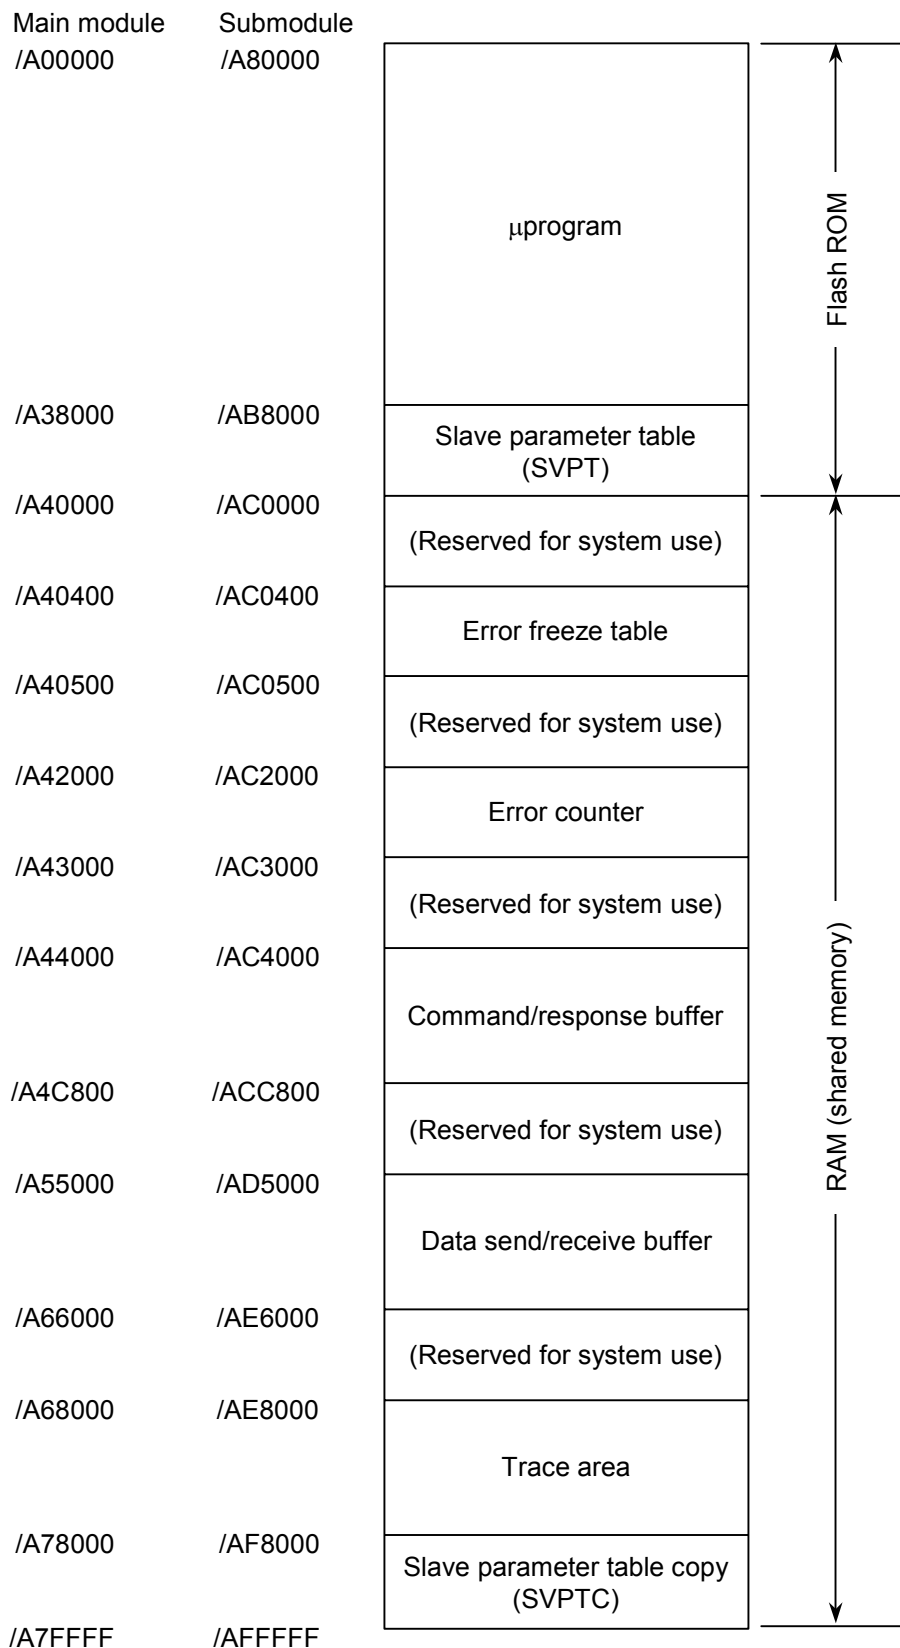 Main module Submodule
/A00000 /A80000
μprogram
Flash ROM
/A38000 /AB8000
Slave parameter table
(SVPT)
/A40000 /AC0000
(Reserved for system use)
/A40400 /AC0400
Error freeze table
/A40500 /AC0500
(Reserved for system use)
/A42000 /AC2000
Error counter
/A43000 /AC3000
(Reserved for system use)
/A44000 /AC4000
Command/response buffer
RAM (shared memory)
/A4C800 /ACC800
(Reserved for system use)
/A55000 /AD5000
Data send/receive buffer
/A66000 /AE6000
(Reserved for system use)
/A68000 /AE8000
Trace area
/A78000 /AF8000
Slave parameter table copy
(SVPTC)
/A7FFFF /AFFFFF